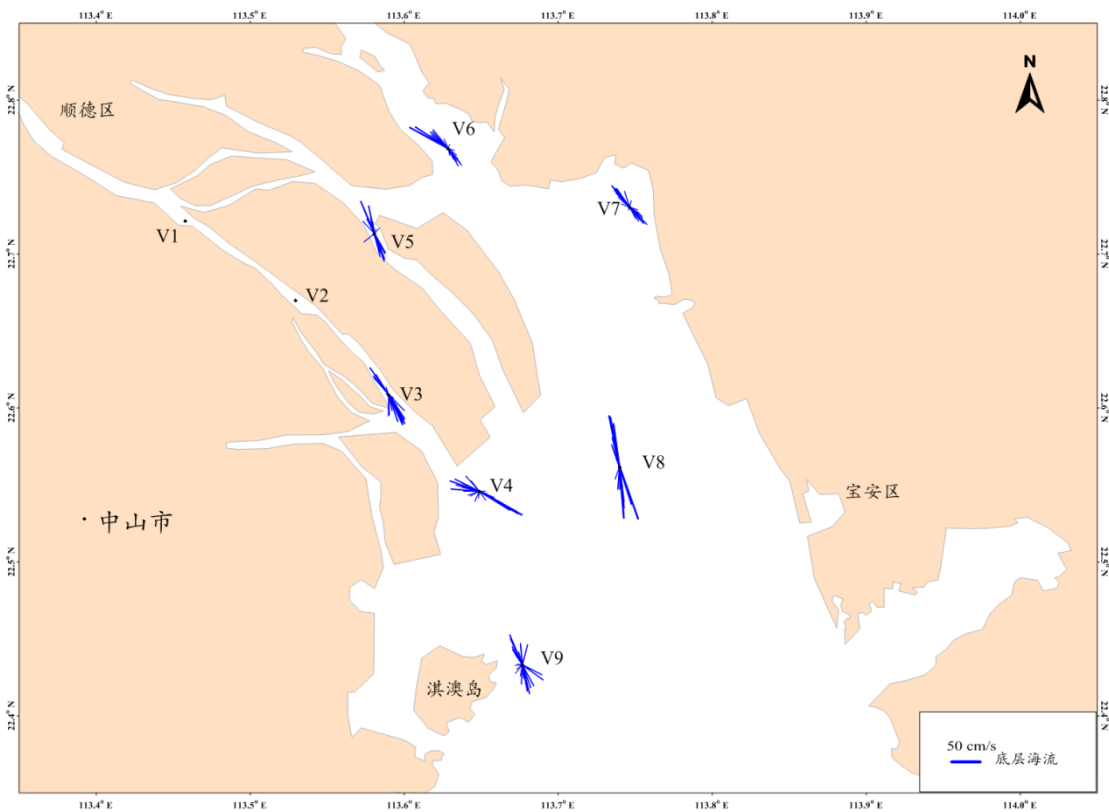 113.4° E 113.5° E 113.6° E 113.7° E 113.8° E 113.9° E 114.0° E
N
22.8° N
22.8° N
顺德区
V6
V7
V1
V5
22.7° N
22.7° N
V2
V3
22.6° N
22.6° N
V8
V4
宝安区
中山市
22.5° N
22.5° N
V9
淇澳岛
22.4° N
22.4° N
50 cm/s
底层海流
113.4° E 113.5° E 113.6° E 113.7° E 113.8° E 113.9° E 114.0° E